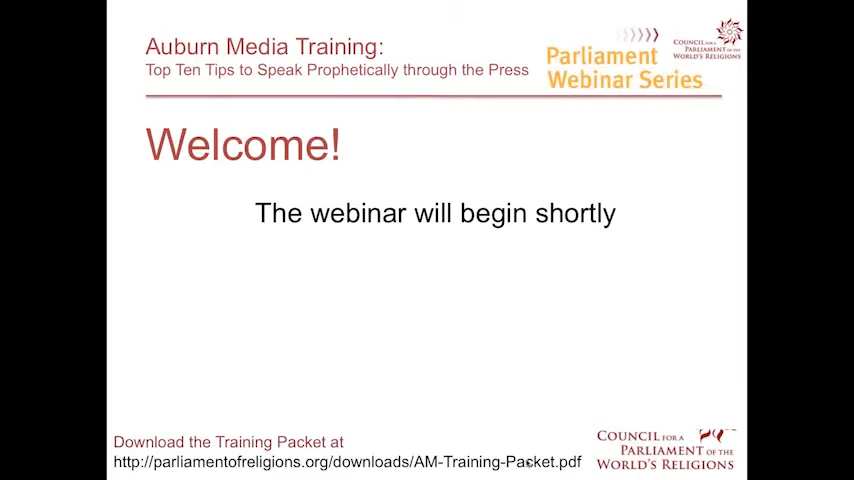 Auburn Media Training:
Top Ten Tips to Speak Prophetically through the Press
Parliament
Webinar Series
COUNCIL FOR A
PARLIAMENT OF THE
WORLD'S RELIGIONS
Welcome!
The webinar will begin shortly
Download the Training Packet at
http://parliamentofreligions.org/downloads/AM-Training-Packet.pdf
COUNCIL FOR A
PARLIAMENT OF THE
WORLD'S RELIGIONS